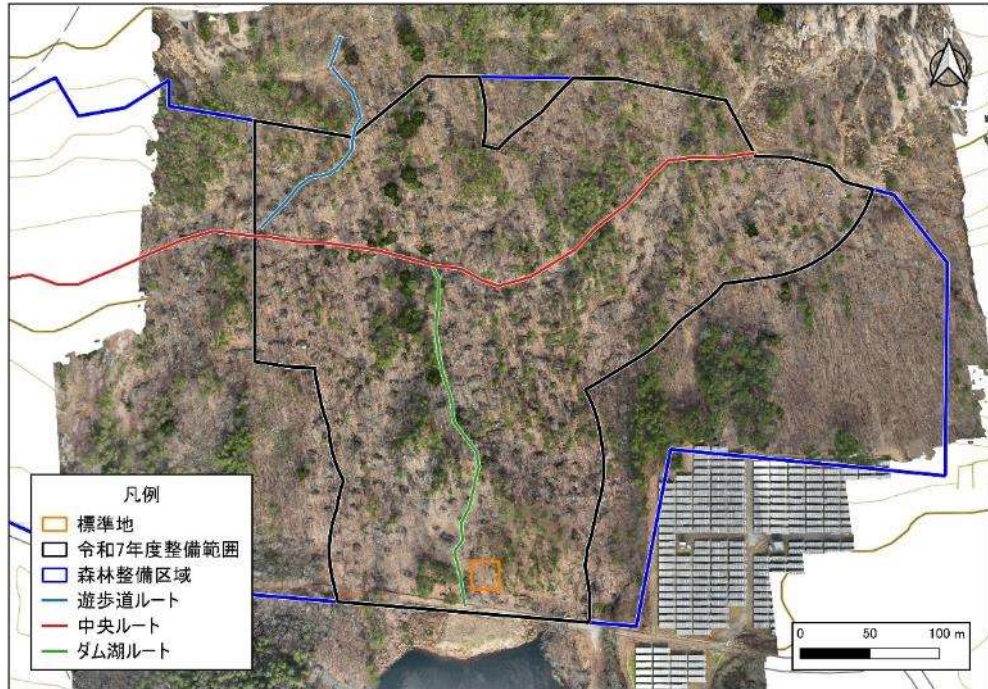 N
凡例
標準地
令和7年度整備範囲
森林整備区域
遊歩道ルート
中央ルート
ダム湖ルート
0 50 100 m